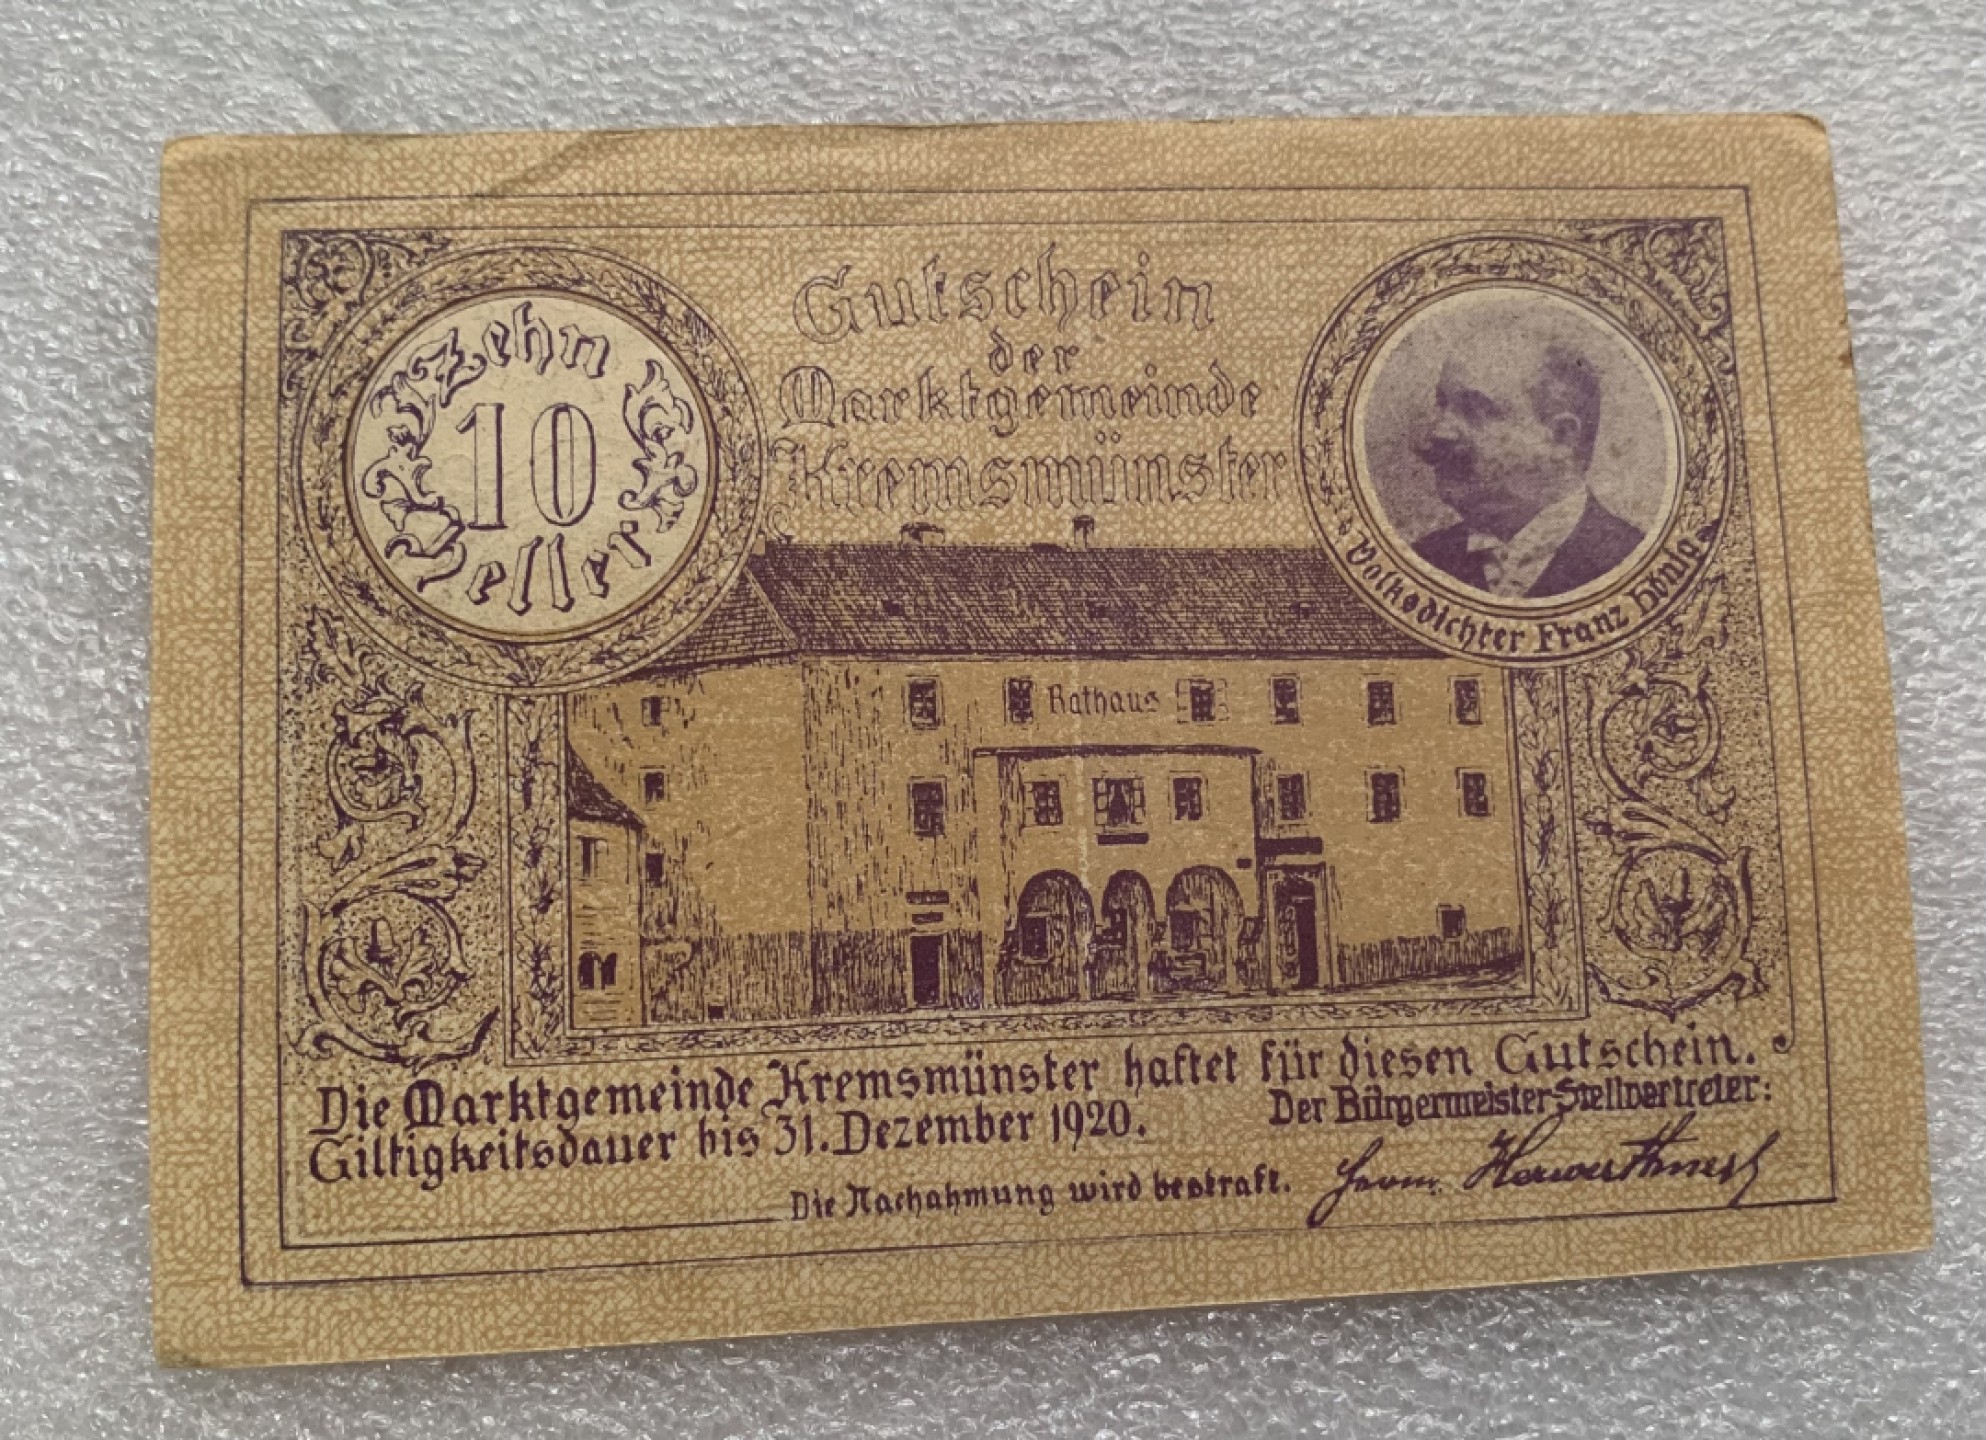 Zehn
10
Heller
Gutschein
der
Marktgemeinde
Kremsmünster
Volksdichter Franz Hönig
Rathaus
Die Marktgemeinde Kremsmünster haftet für diesen Gutschein.
Giltigkeitsdauer bis 31. Dezember 1920.
Der Bürgermeister-Stellvertreter:
Die Nachahmung wird bestraft.